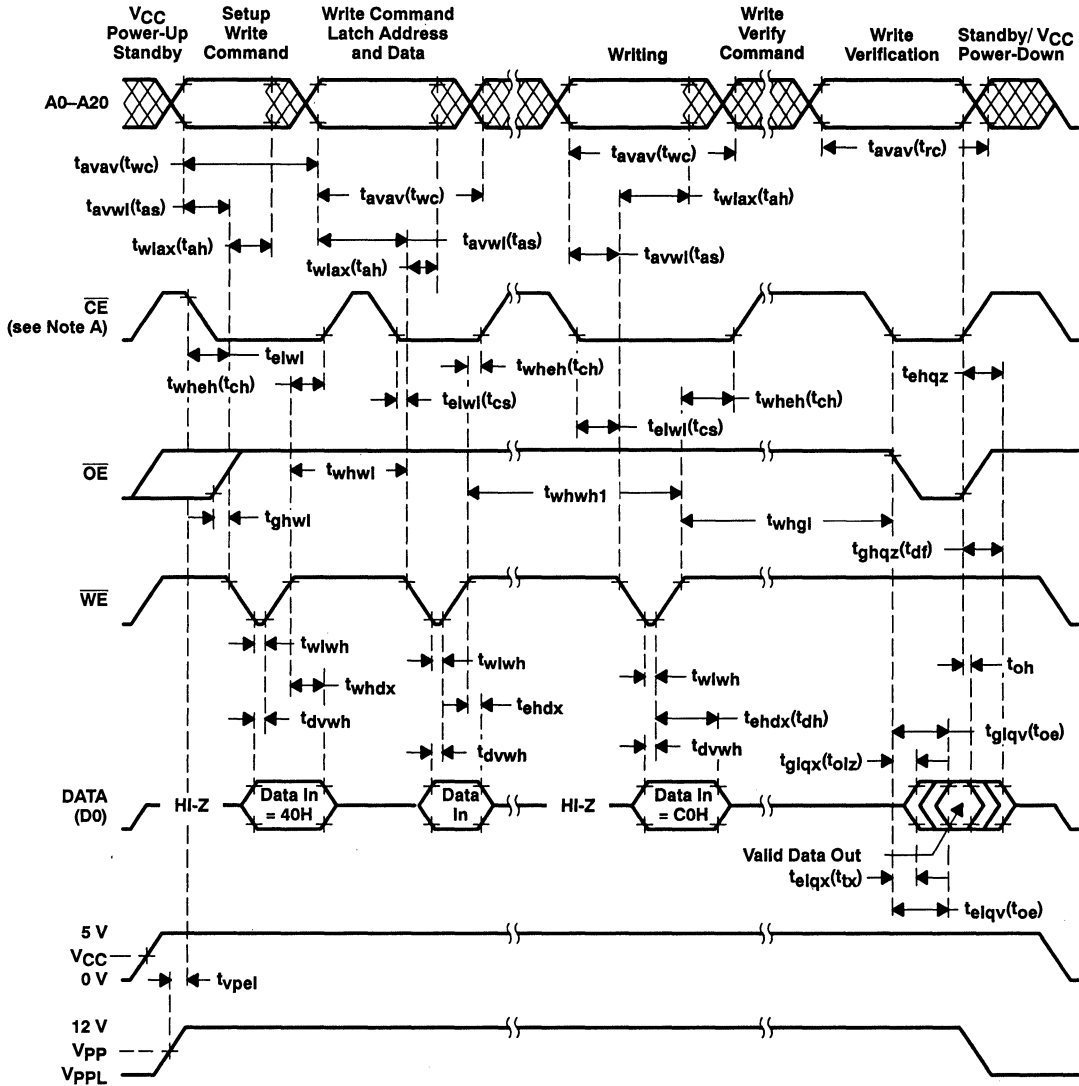 VCC
Power-Up
Standby
Setup
Write
Command
Write Command
Latch Address
and Data
Writing
Write
Verify
Command
Write
Verification
Standby/ VCC
Power-Down
A0–A20
tavav(twc)
tavav(twc)
tavav(trc)
tavav(twc)
twlax(tah)
tavwl(tas)
tavwl(tas)
twlax(tah)
tavwl(tas)
twlax(tah)
CE
(see Note A)
telwl
twheh(tch)
tehqz
twheh(tch)
telwl(tcs)
twheh(tch)
telwl(tcs)
OE
twhwl
twhwh1
tghwl
twhgl
tghqz(tdf)
WE
twlwh
twlwh
twlwh
toh
twhdx
tehdx
tehdx(tdh)
tglqv(toe)
tdvwh
tdvwh
tdvwh
tglqx(tolz)
DATA
(D0)
HI-Z
Data In
= 40H
Data
In
HI-Z
Data In
= C0H
Valid Data Out
telqx(ttx)
telqv(toe)
5 V
VCC
0 V
tvpel
12 V
VPP
VPPL